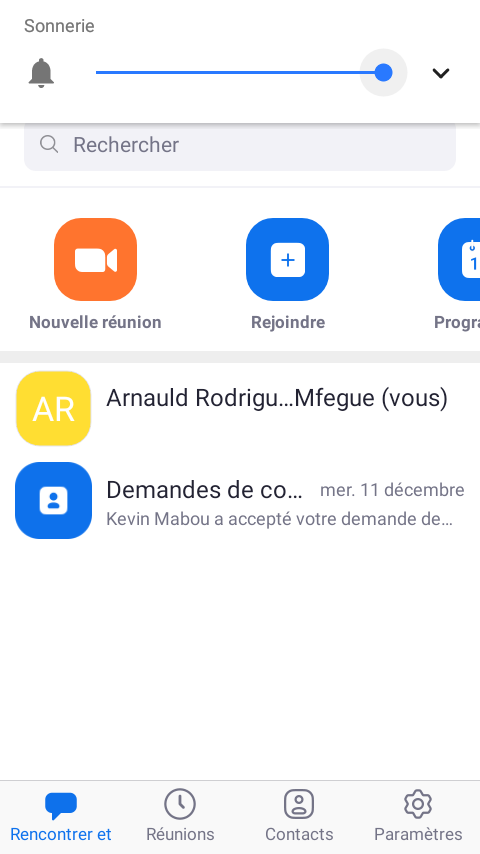 Sonnerie
Rechercher
Nouvelle réunion
Rejoindre
Progra
1
AR
Arnauld Rodrigu...Mfegue (vous)
Demandes de co...
mer. 11 décembre
Kevin Mabou a accepté votre demande de...
Rencontrer et
Réunions
Contacts
Paramètres